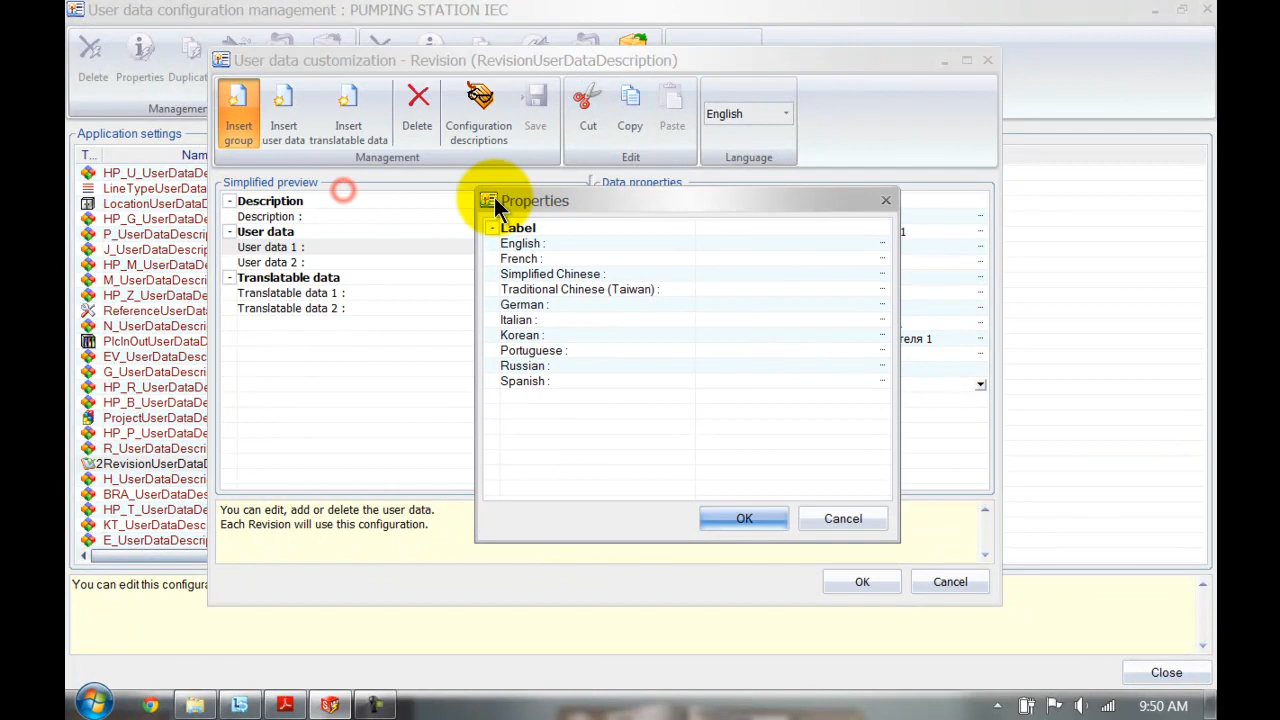 User data configuration management : PUMPING STATION IEC
Delete
Properties
Management
User data customization - Revision (RevisionUserDataDescription)
Insert group
Insert user data
Insert translatable data
Delete
Configuration descriptions
Save
Cut
Copy
Paste
English
Management
Edit
Language
Application settings
T...
HP_U_UserDataDe
LineTypeUserData
LocationUserDataD
HP_G_UserDataDe
P_UserDataDescri
J_UserDataDescri
HP_M_UserDataDe
M_UserDataDescri
HP_Z_UserDataDe
ReferenceUserDat
N_UserDataDescri
PlcInOutUserData
EV_UserDataDesc
G_UserDataDescri
HP_R_UserDataDe
HP_B_UserDataDe
ProjectUserDataDe
HP_P_UserDataDe
R_UserDataDescri
2RevisionUserData
H_UserDataDescri
BRA_UserDataDes
HP_T_UserDataDe
KT_UserDataDesc
E_UserDataDescri
Simplified preview
Description
Description :
User data
User data 1 :
User data 2 :
Translatable data
Translatable data 1 :
Translatable data 2 :
Data properties
1
теля 1
Properties
Label
English :
French :
Simplified Chinese :
Traditional Chinese (Taiwan) :
German :
Italian :
Korean :
Portuguese :
Russian :
Spanish :
OK
Cancel
You can edit, add or delete the user data.
Each Revision will use this configuration.
OK
Cancel
You can edit this configura
Close
9:50 AM